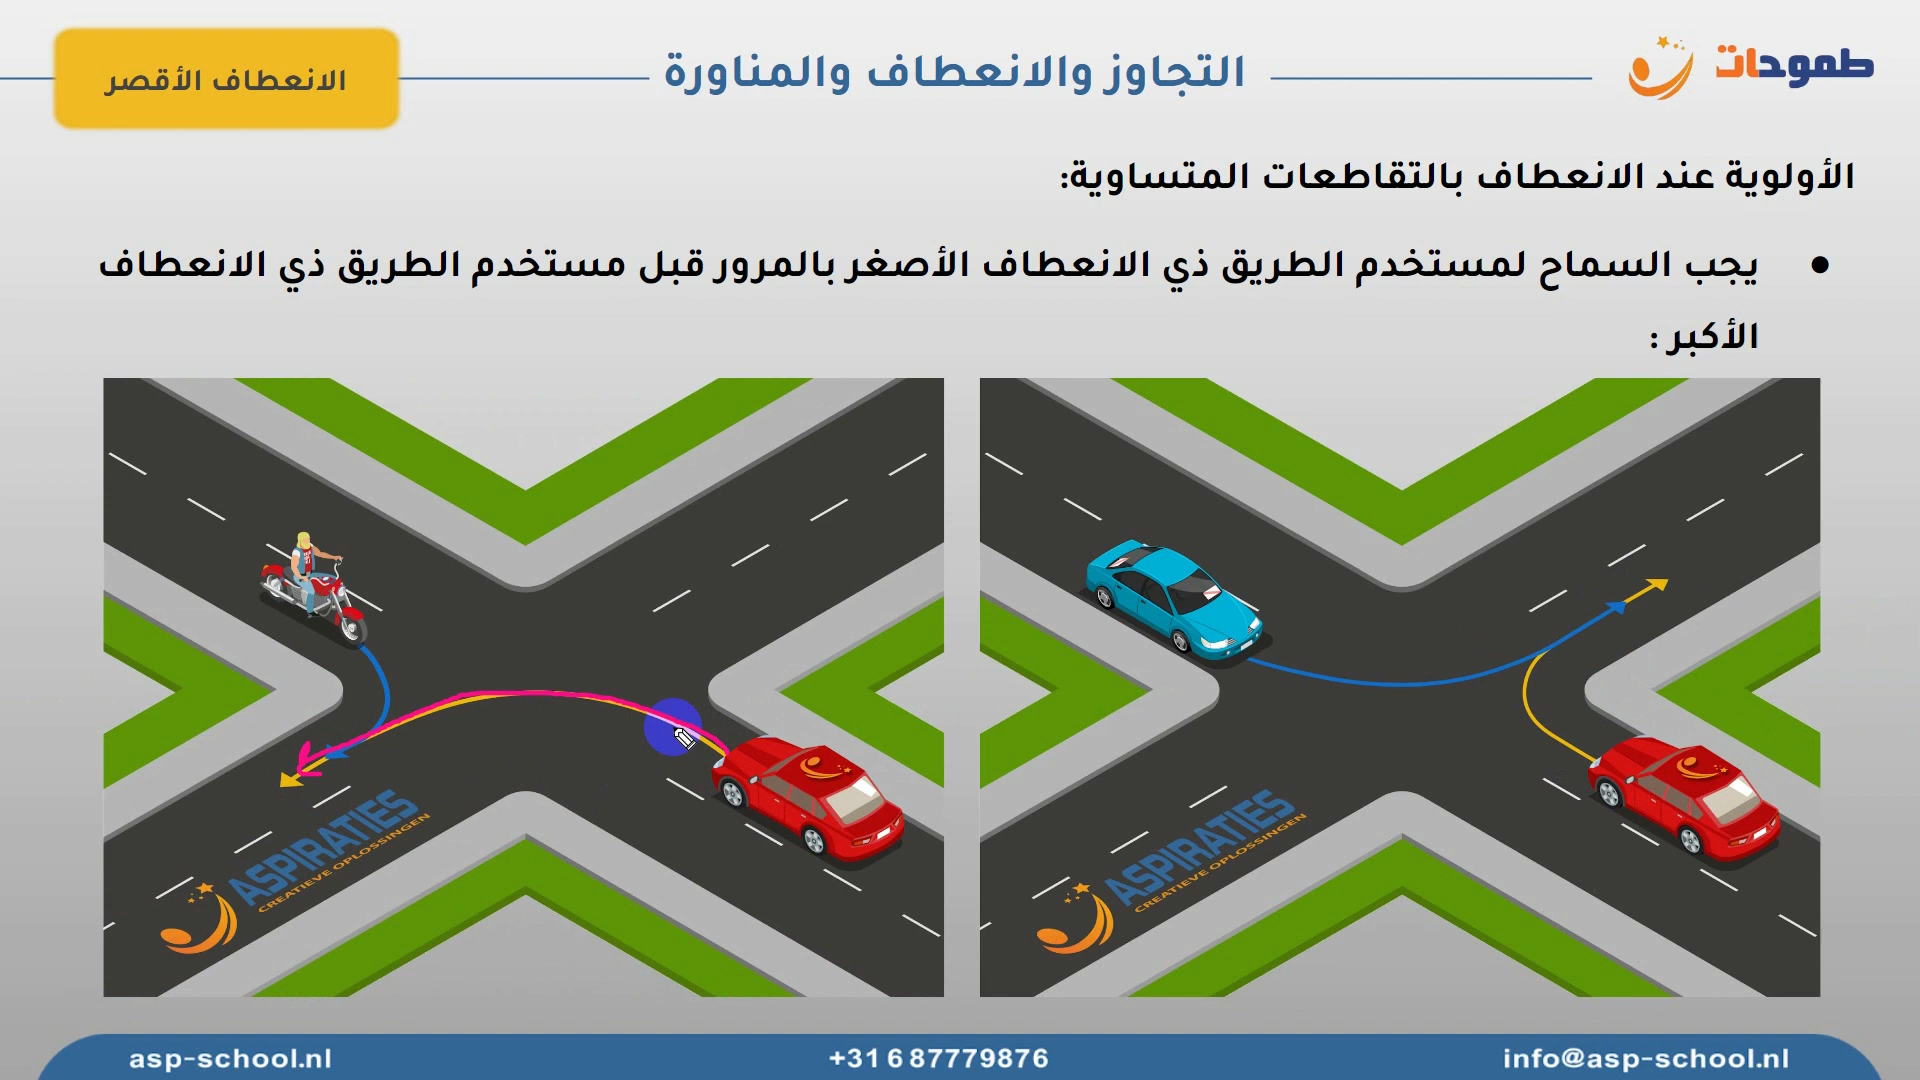 الانعطاف الأقصر
التجاوز والانعطاف والمناورة
طموحات
الأولوية عند الانعطاف بالتقاطعات المتساوية:
● يجب السماح لمستخدم الطريق ذي الانعطاف الأصغر بالمرور قبل مستخدم الطريق ذي الانعطاف
الأكبر :
ASPIRATIES
CREATIEVE OPLOSSINGEN
ASPIRATIES
CREATIEVE OPLOSSINGEN
asp-school.nl
+31 6 87779876
info@asp-school.nl